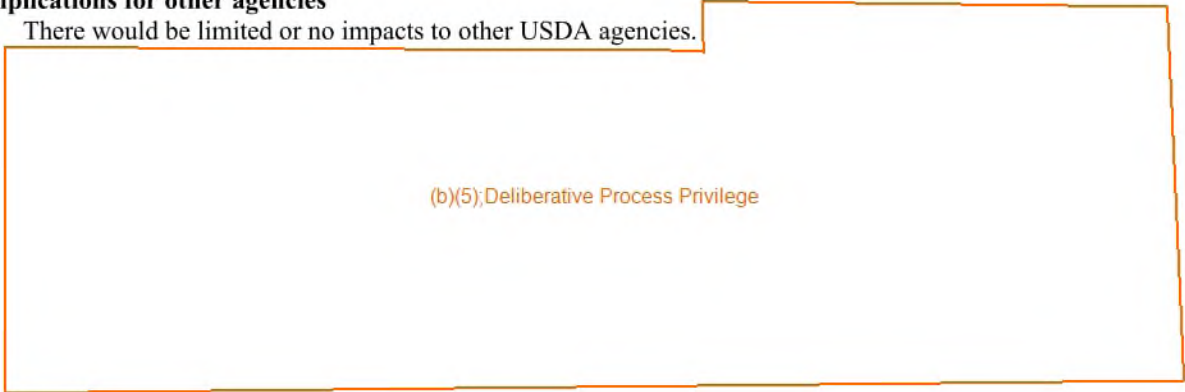 plications for other agencies
There would be limited or no impacts to other USDA agencies.
(b)(5);Deliberative Process Privilege